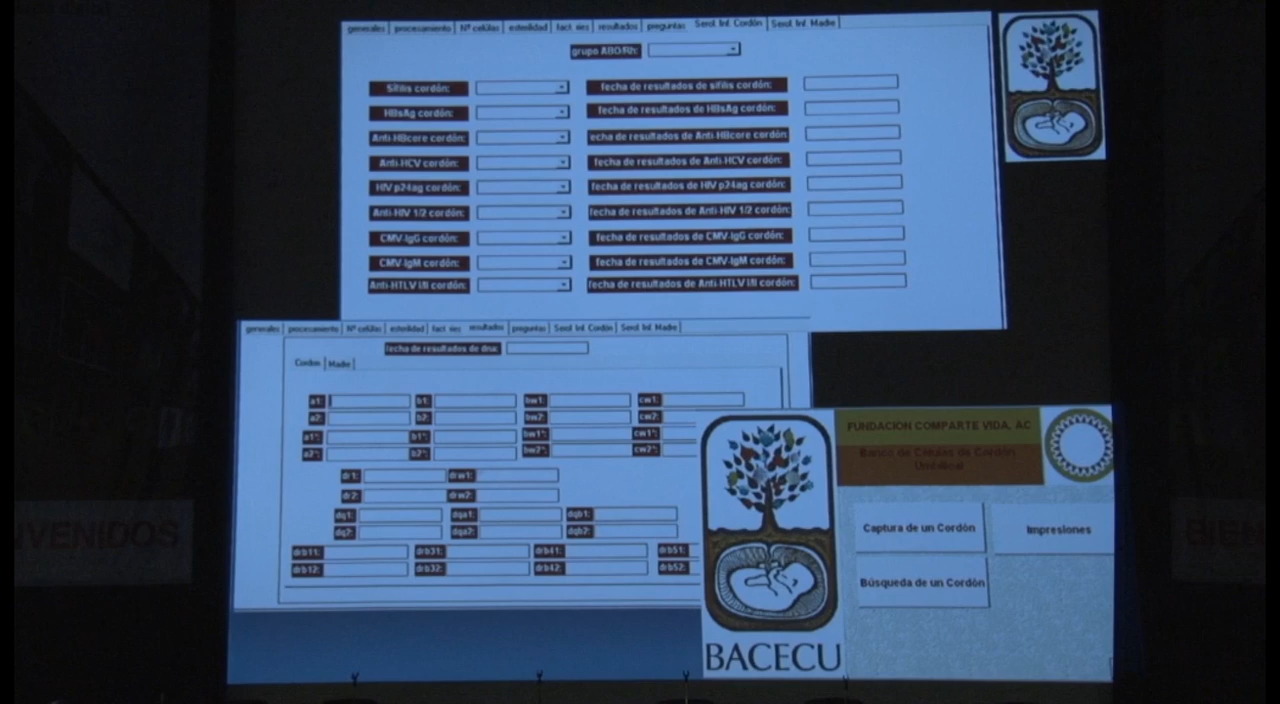 generales procesamiento Nº células esterilidad fact. ries resultados preguntas Serol. Inf. Cordón Serol. Inf. Madre
grupo ABO/Rh:
Sífilis cordón: fecha de resultados de sífilis cordón:
HBsAg cordón: fecha de resultados de HBsAg cordón:
Anti-HBcore cordón: echa de resultados de Anti-HBcore cordón
Anti-HCV cordón: fecha de resultados de Anti-HCV cordón:
HIV p24ag cordón: fecha de resultados de HIV p24ag cordón:
Anti-HIV 1/2 cordón: fecha de resultados de Anti-HIV 1/2 cordón:
CMV-IgG cordón: fecha de resultados de CMV-IgG cordón:
CMV-IgM cordón: fecha de resultados de CMV-IgM cordón:
Anti-HTLV I/II cordón: fecha de resultados de Anti-HTLV I/II cordón:
generales procesamiento Nº células esterilidad fact. ries resultados preguntas Serol. Inf. Cordón Serol. Inf. Madre
fecha de resultados de dna:
Cordon Madre
a1: b1: bw1: cw1:
a2: b2: bw2: cw2:
a1*: b1*: bw1*: cw1*:
a2*: b2*: bw2*: cw2*:
dr1: drw1:
dr2: drw2:
dq1: dqa1: dqb1:
dq2: dqa2: dqb2:
drb11: drb31: drb41: drb51:
drb12: drb32: drb42: drb52:
FUNDACIÓN COMPARTE VIDA, AC
Banco de Células de Cordón
Umbilical
Captura de un Cordón Impresiones
Búsqueda de un Cordón
BACECU
NVENIDOS
BIEN